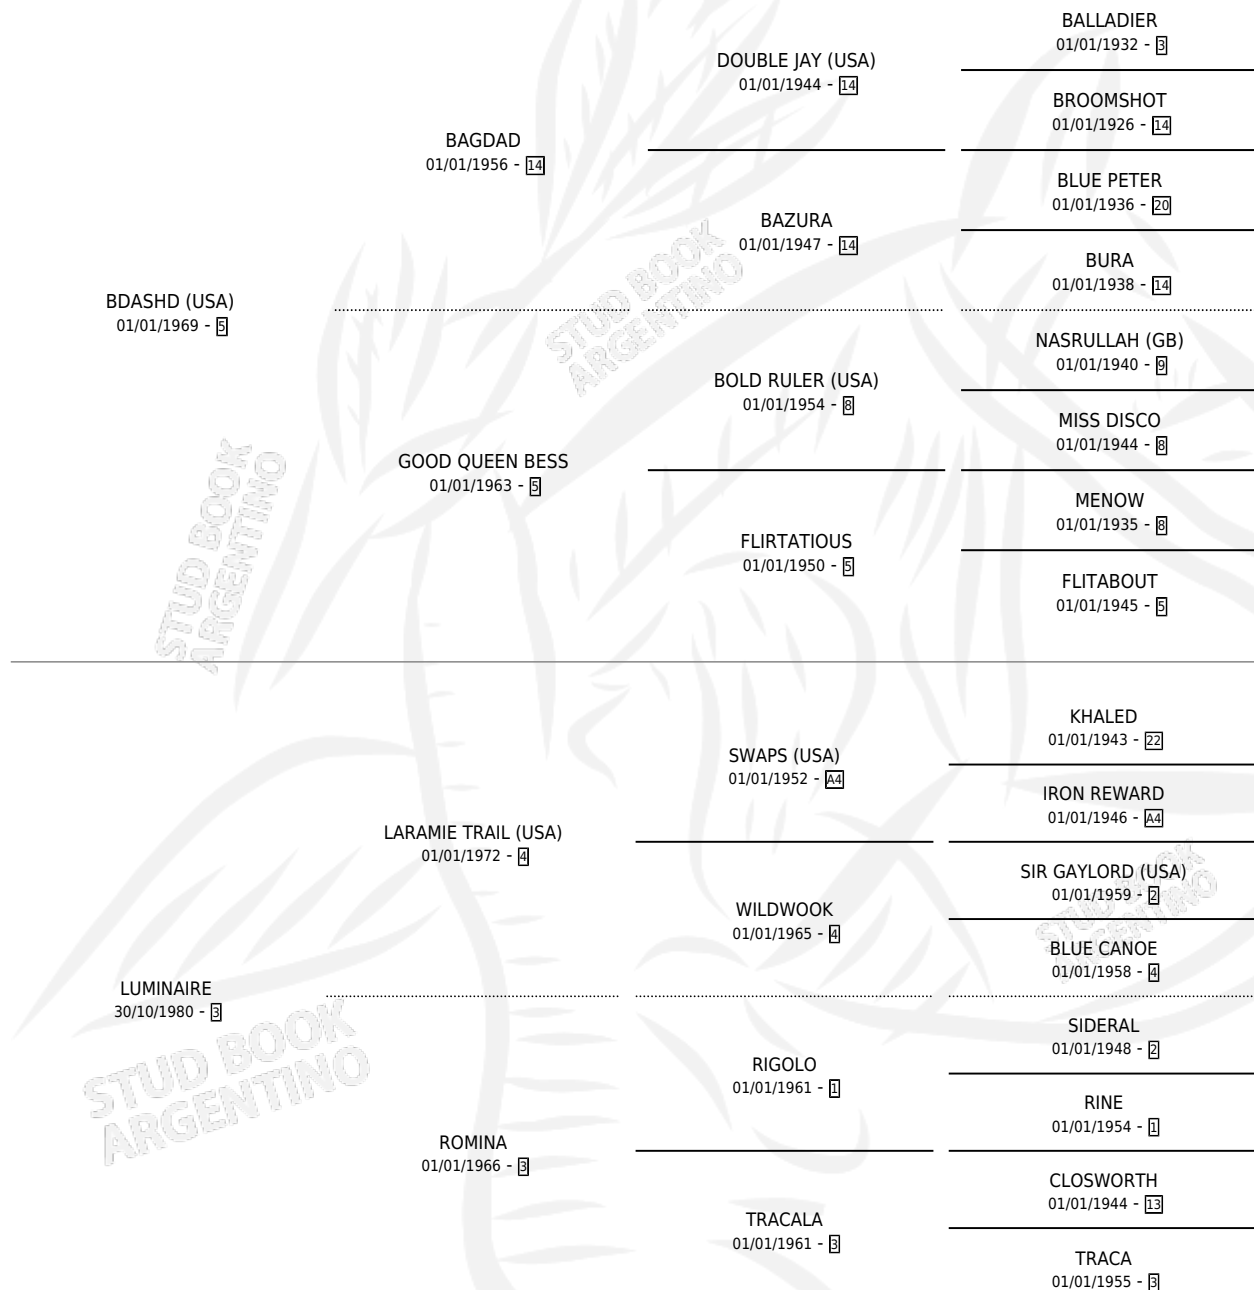 BALLADIER
01/01/1932 - 3
DOUBLE JAY (USA)
01/01/1944 - 14
BROOMSHOT
01/01/1926 - 14
BAGDAD
01/01/1956 - 14
BLUE PETER
01/01/1936 - 20
BAZURA
01/01/1947 - 14
BURA
01/01/1938 - 14
BDASHD (USA)
01/01/1969 - 5
NASRULLAH (GB)
01/01/1940 - 9
BOLD RULER (USA)
01/01/1954 - 8
MISS DISCO
01/01/1944 - 8
GOOD QUEEN BESS
01/01/1963 - 5
MENOW
01/01/1935 - 8
FLIRTATIOUS
01/01/1950 - 5
FLITABOUT
01/01/1945 - 5
KHALED
01/01/1943 - 22
SWAPS (USA)
01/01/1952 - A4
IRON REWARD
01/01/1946 - A4
LARAMIE TRAIL (USA)
01/01/1972 - 4
SIR GAYLORD (USA)
01/01/1959 - 2
WILDWOOK
01/01/1965 - 4
BLUE CANOE
01/01/1958 - 4
LUMINAIRE
30/10/1980 - 3
SIDERAL
01/01/1948 - 2
RIGOLO
01/01/1961 - 1
RINE
01/01/1954 - 1
ROMINA
01/01/1966 - 3
CLOSWORTH
01/01/1944 - 13
TRACALA
01/01/1961 - 3
TRACA
01/01/1955 - 3
STUD BOOK
ARGENTINO
STUD BOOK
ARGENTINO
STUD BOOK
ARGENTINO
STUD BOOK
ARGENTINO